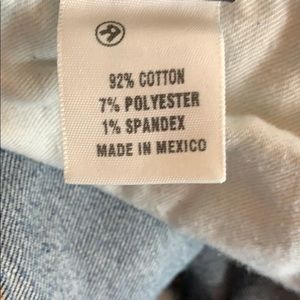 92% COTTON
7% POLYESTER
1% SPANDEX
MADE IN MEXICO